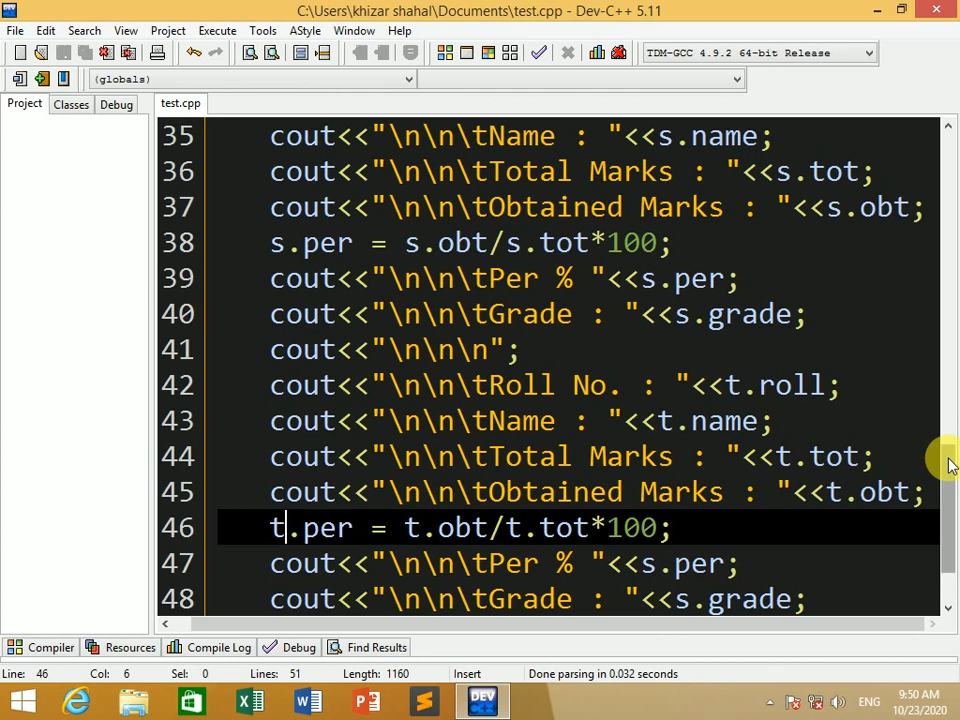 C:\Users\khizar shahal\Documents\test.cpp - Dev-C++ 5.11
File Edit Search View Project Execute Tools AStyle Window Help
TDM-GCC 4.9.2 64-bit Release
(globals)
Project Classes Debug
test.cpp
35 cout<<"\n\n\tName : "<<s.name;
36 cout<<"\n\n\tTotal Marks : "<<s.tot;
37 cout<<"\n\n\tObtained Marks : "<<s.obt;
38 s.per = s.obt/s.tot*100;
39 cout<<"\n\n\tPer % "<<s.per;
40 cout<<"\n\n\tGrade : "<<s.grade;
41 cout<<"\n\n\n";
42 cout<<"\n\n\tRoll No. : "<<t.roll;
43 cout<<"\n\n\tName : "<<t.name;
44 cout<<"\n\n\tTotal Marks : "<<t.tot;
45 cout<<"\n\n\tObtained Marks : "<<t.obt;
46 t.per = t.obt/t.tot*100;
47 cout<<"\n\n\tPer % "<<s.per;
48 cout<<"\n\n\tGrade : "<<s.grade;
Compiler Resources Compile Log Debug Find Results
Line: 46 Col: 6 Sel: 0 Lines: 51 Length: 1160 Insert Done parsing in 0.032 seconds
DEV
ENG
9:50 AM
10/23/2020